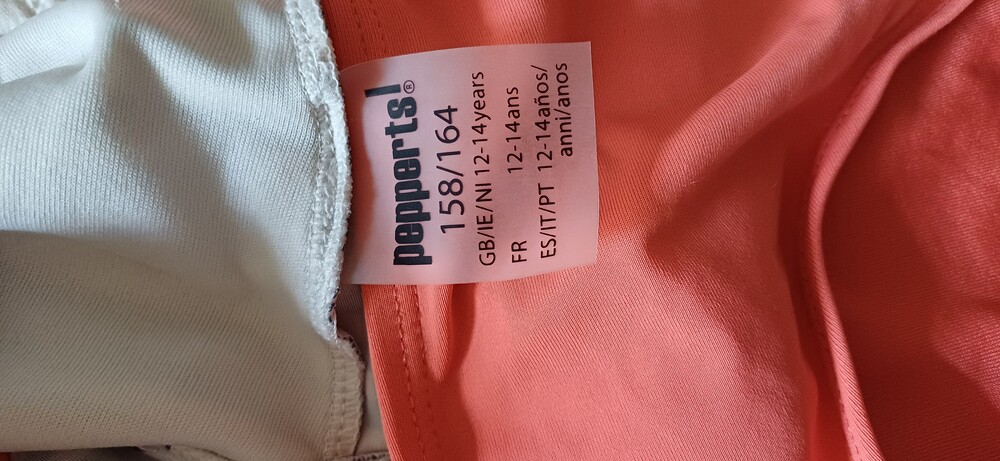 pepperts!®
158/164
GB/IE/NI 12-14years
FR 12-14ans
ES/IT/PT 12-14años/
anni/anos